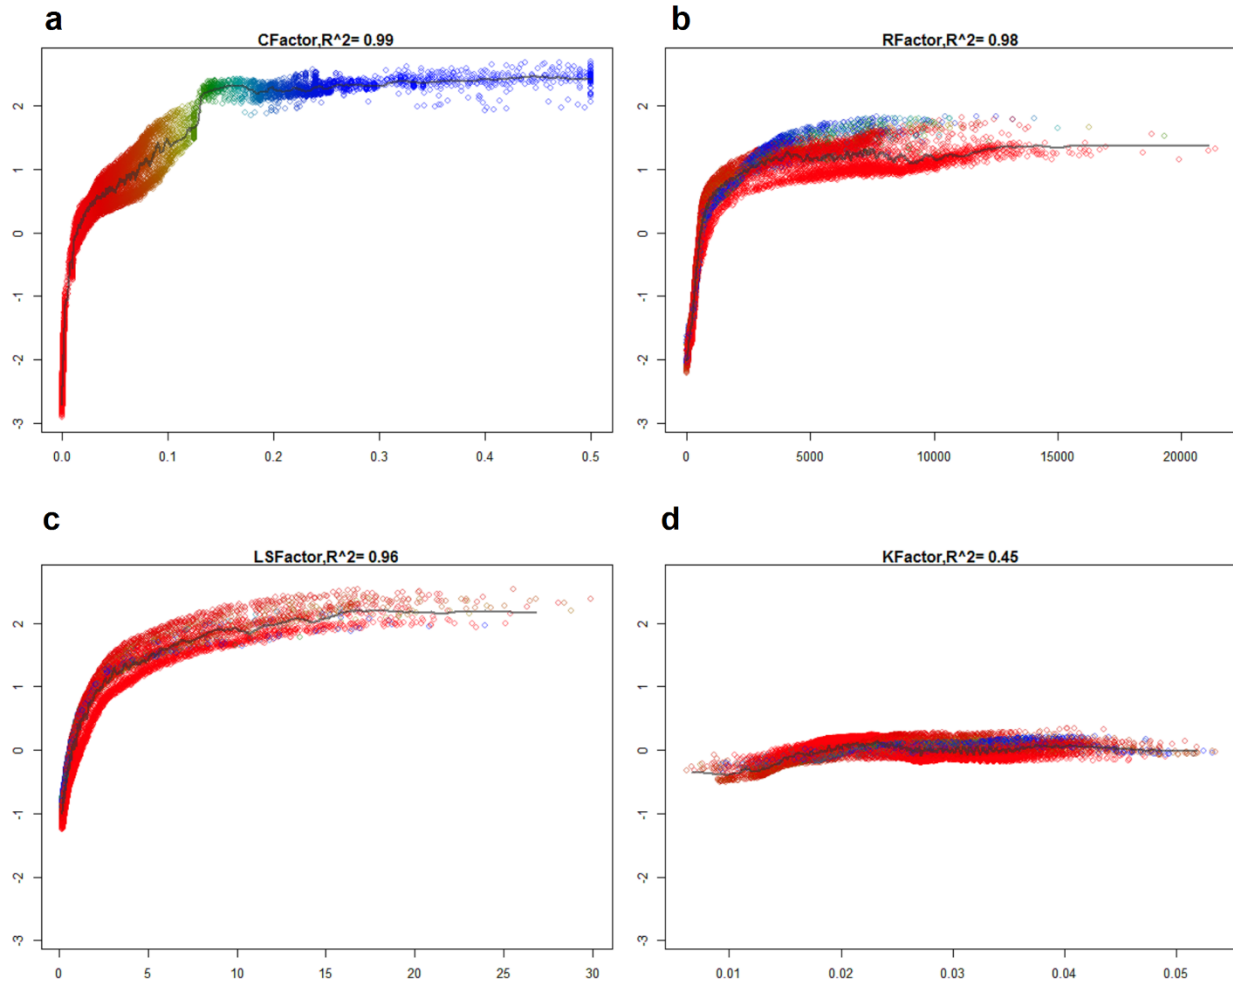 a
CFactor,R^2= 0.99
2
1
0
-1
-2
-3
0.0 0.1 0.2 0.3 0.4 0.5
b
RFactor,R^2= 0.98
2
1
0
-1
-2
-3
0 5000 10000 15000 20000
c
LSFactor,R^2= 0.96
2
1
0
-1
-2
-3
0 5 10 15 20 25 30
d
KFactor,R^2= 0.45
2
1
0
-1
-2
-3
0.01 0.02 0.03 0.04 0.05